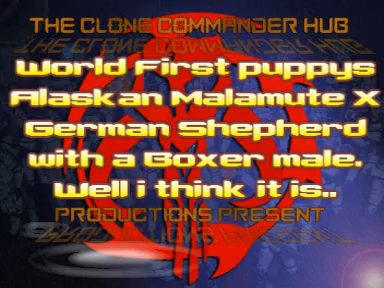 THE CLONE COMMANDER HUB
World First puppys
Alaskan Malamute X
German Shepherd
with a Boxer male.
Well i think it is..
PRODUCTIONS PRESENT